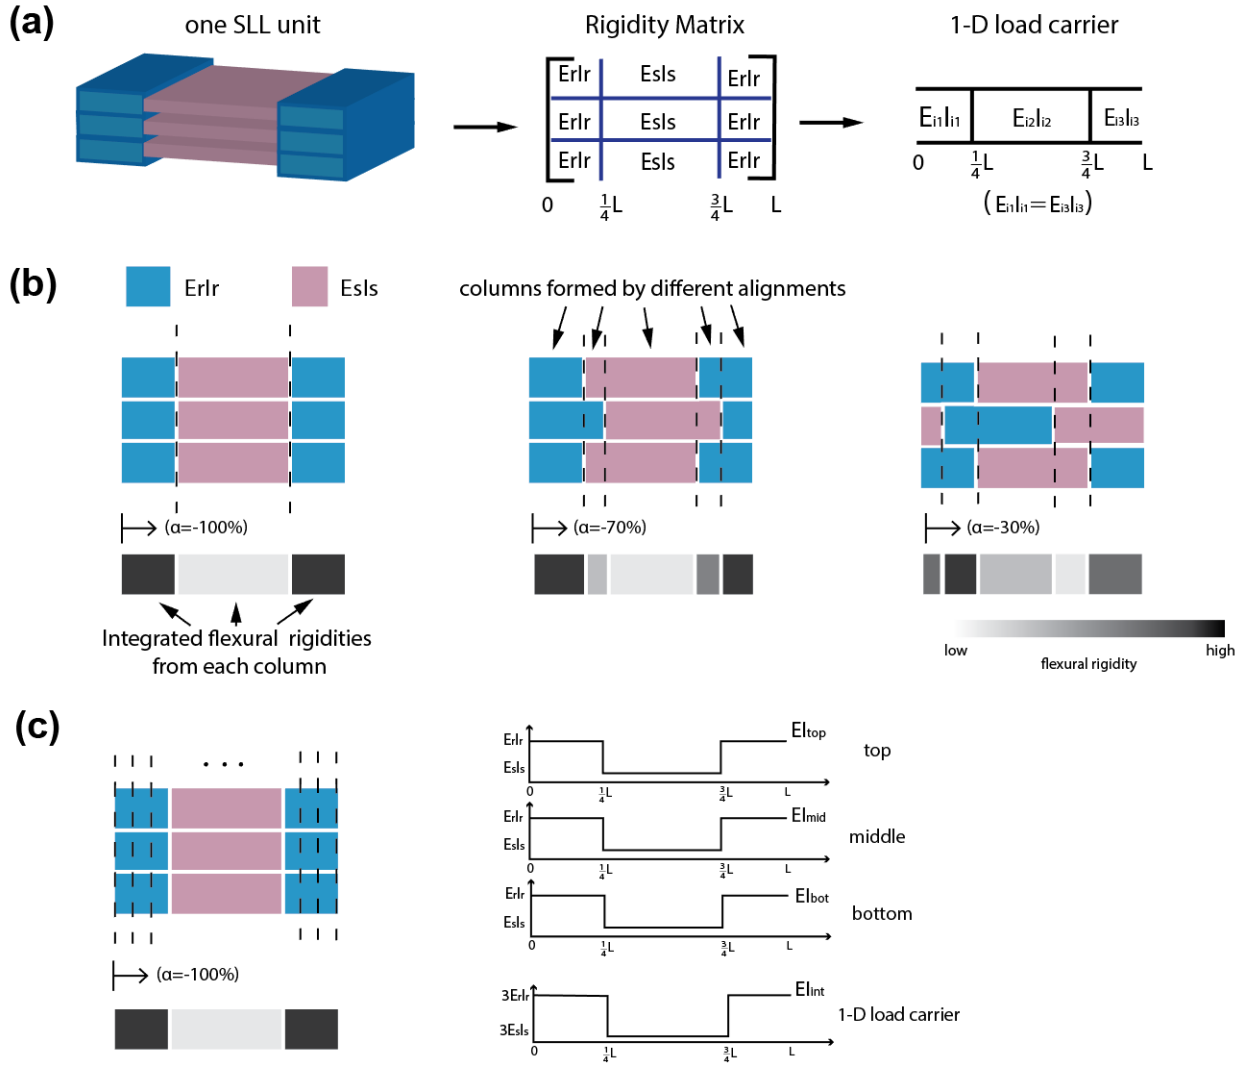 (a)
one SLL unit
Rigidity Matrix
1-D load carrier
ErIr EsIs ErIr
ErIr EsIs ErIr
ErIr EsIs ErIr
0 1/4L 3/4L L
Ei1Ii1 Ei2Ii2 Ei3Ii3
0 1/4L 3/4L L
(Ei1Ii1=Ei3Ii3)
(b)
ErIr
EsIs
columns formed by different alignments
(α=-100%)
(α=-70%)
(α=-30%)
Integrated flexural rigidities
from each column
low
high
flexural rigidity
(c)
. . .
(α=-100%)
ErIr
EsIs
0 1/4L 3/4L L
EItop
top
ErIr
EsIs
0 1/4L 3/4L L
EImid
middle
ErIr
EsIs
0 1/4L 3/4L L
EIbot
bottom
3ErIr
3EsIs
0 1/4L 3/4L L
EIint
1-D load carrier